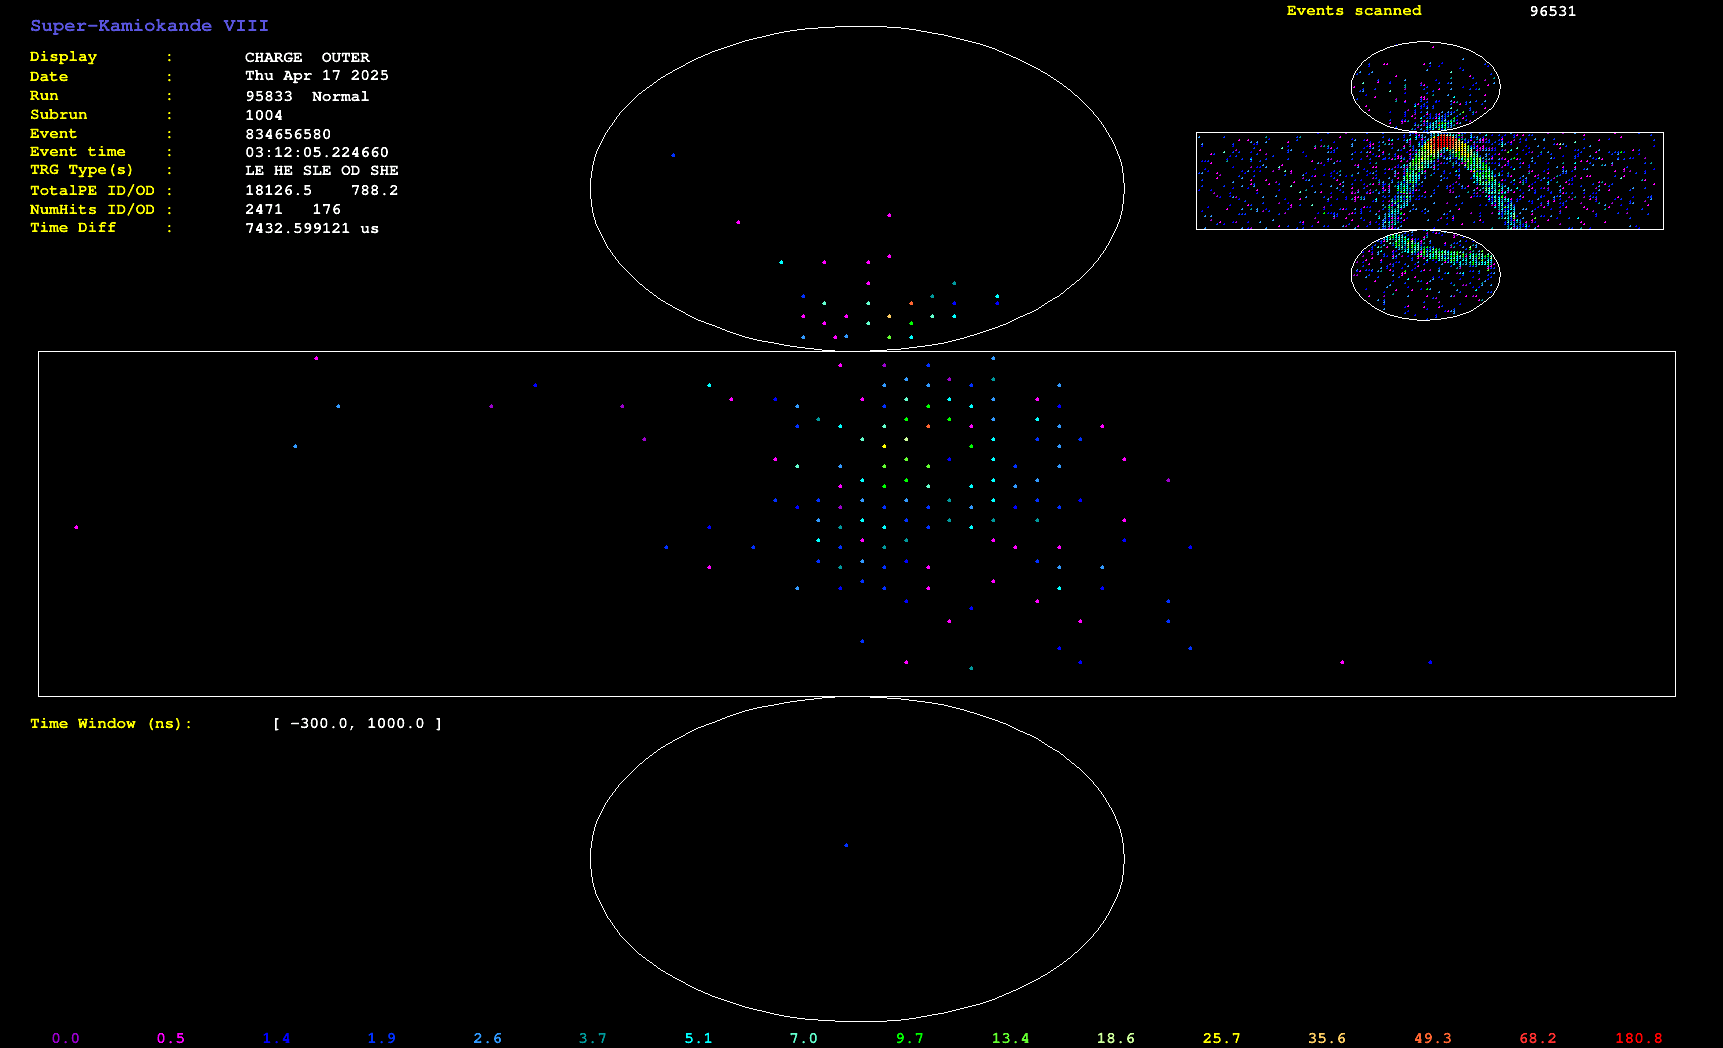 Super-Kamiokande VIII
Events scanned 96531
Display : CHARGE OUTER
Date : Thu Apr 17 2025
Run : 95833 Normal
Subrun : 1004
Event : 834656580
Event time : 03:12:05.224660
TRG Type(s) : LE HE SLE OD SHE
TotalPE ID/OD : 18126.5 788.2
NumHits ID/OD : 2471 176
Time Diff : 7432.599121 us
Time Window (ns): [ -300.0, 1000.0 ]
0.0 0.5 1.4 1.9 2.6 3.7 5.1 7.0 9.7 13.4 18.6 25.7 35.6 49.3 68.2 180.8